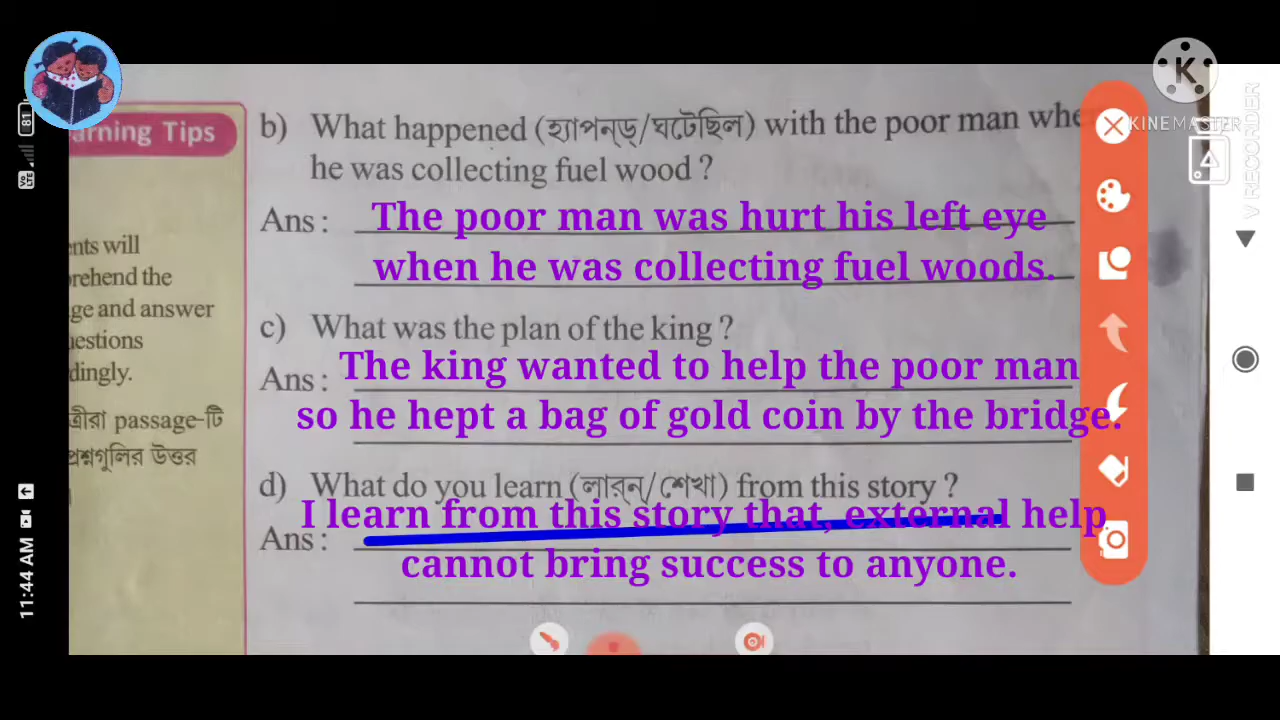 81
11:44 AM
KINEMASTER
V RECORDER
arning Tips
ents will
rehend the
ge and answer
uestions
dingly.
ত্রীরা passage-টি
প্রশ্নগুলির উত্তর
b) What happened (হ্যাপনড্/ঘটেছিল) with the poor man whe
he was collecting fuel wood ?
Ans : The poor man was hurt his left eye
when he was collecting fuel woods.
c) What was the plan of the king ?
Ans : The king wanted to help the poor man
so he hept a bag of gold coin by the bridge.
d) What do you learn (লার্ন্/শেখা) from this story ?
Ans : I learn from this story that, external help
cannot bring success to anyone.